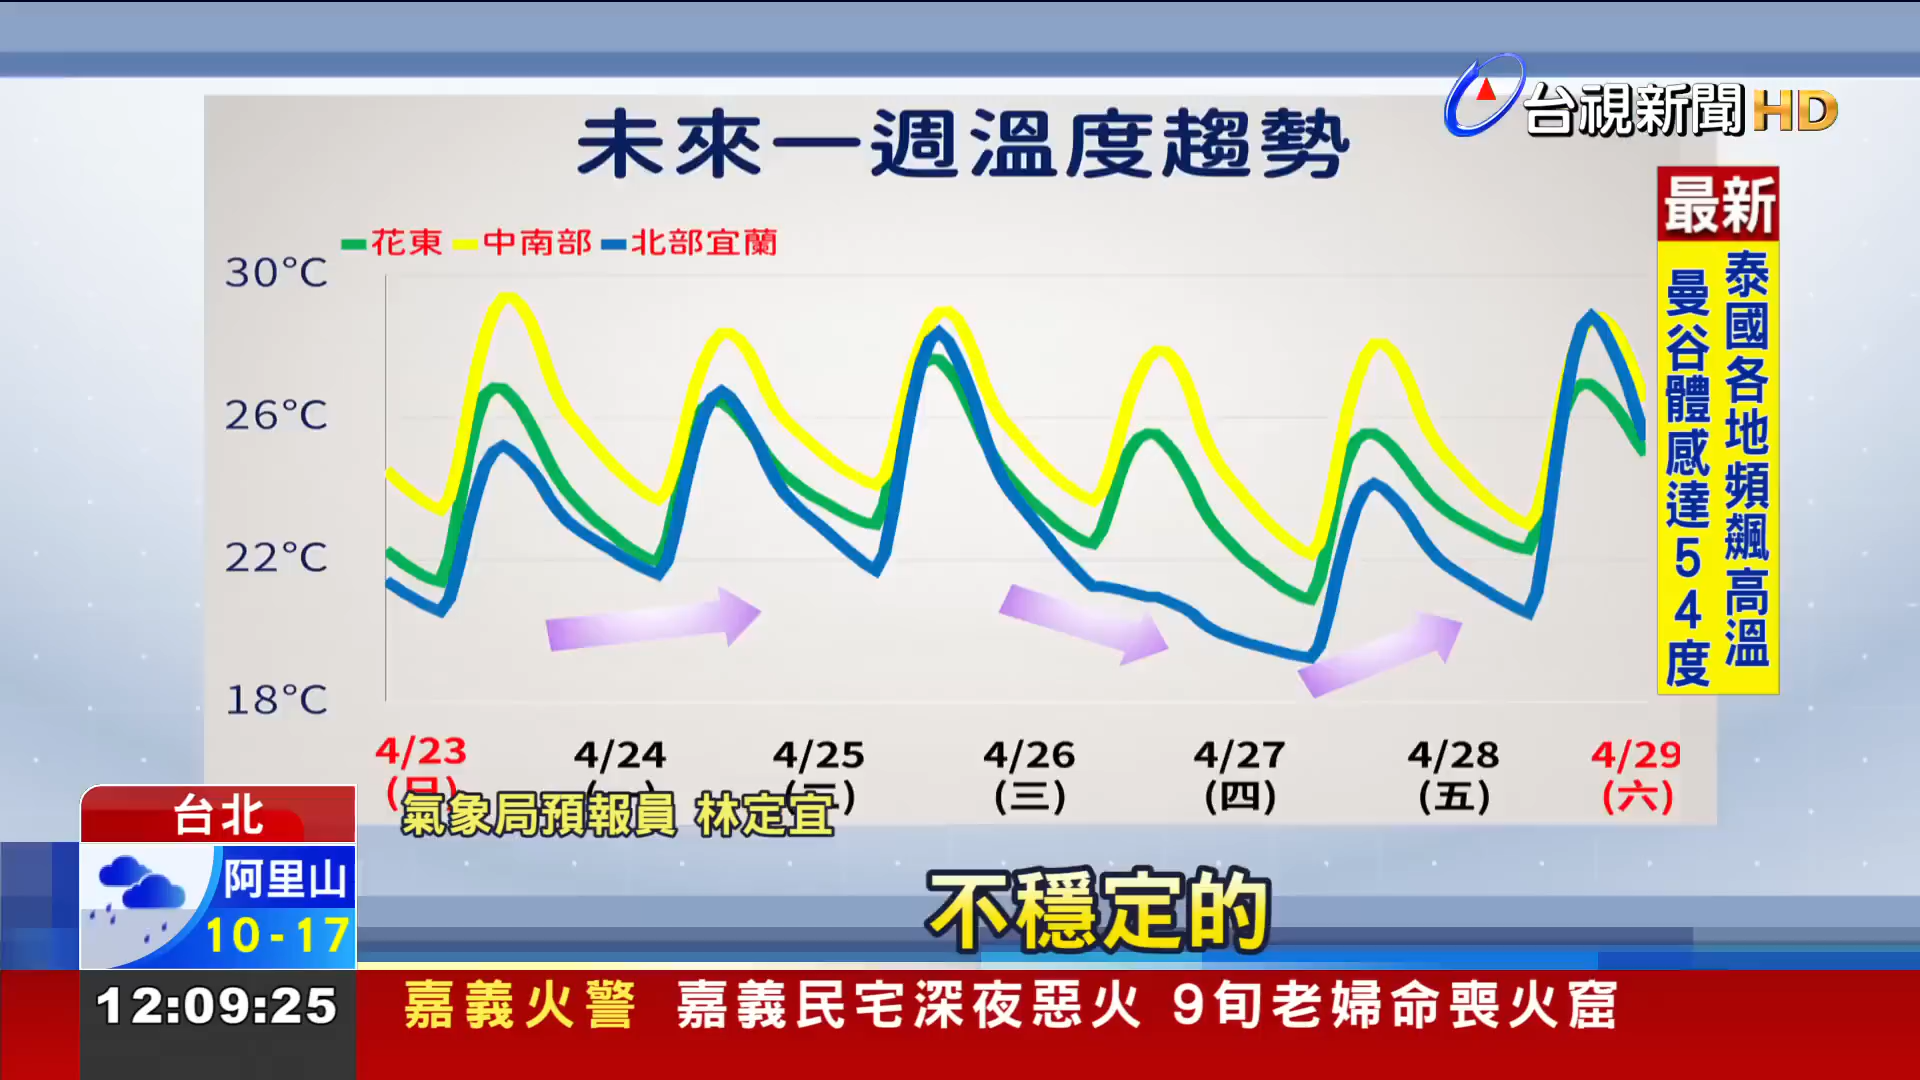 未來一週溫度趨勢
台視新聞HD
最新
泰國各地頻飆高溫
曼谷體感達54度
花東 中南部 北部宜蘭
30°C
26°C
22°C
18°C
4/23 4/24 4/25 4/26 4/27 4/28 4/29
(日) (三) (四) (五) (六)
氣象局預報員 林定宜
台北
阿里山
10-17
不穩定的
12:09:25
嘉義火警 嘉義民宅深夜惡火 9旬老婦命喪火窟